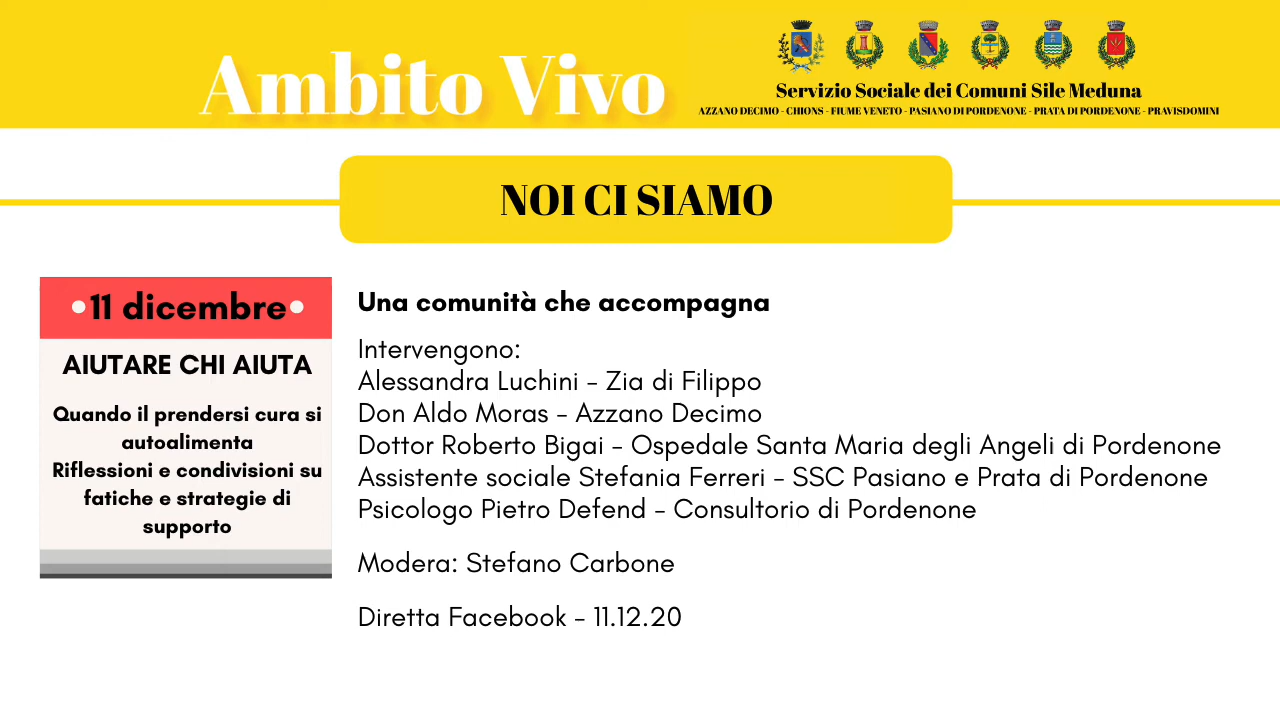 Ambito Vivo
Servizio Sociale dei Comuni Sile Meduna
AZZANO DECIMO - CHIONS - FIUME VENETO - PASIANO DI PORDENONE - PRATA DI PORDENONE - PRAVISDOMINI
NOI CI SIAMO
•11 dicembre•
AIUTARE CHI AIUTA
Quando il prendersi cura si
autoalimenta
Riflessioni e condivisioni su
fatiche e strategie di
supporto
Una comunità che accompagna
Intervengono:
Alessandra Luchini - Zia di Filippo
Don Aldo Moras - Azzano Decimo
Dottor Roberto Bigai - Ospedale Santa Maria degli Angeli di Pordenone
Assistente sociale Stefania Ferreri - SSC Pasiano e Prata di Pordenone
Psicologo Pietro Defend - Consultorio di Pordenone
Modera: Stefano Carbone
Diretta Facebook - 11.12.20